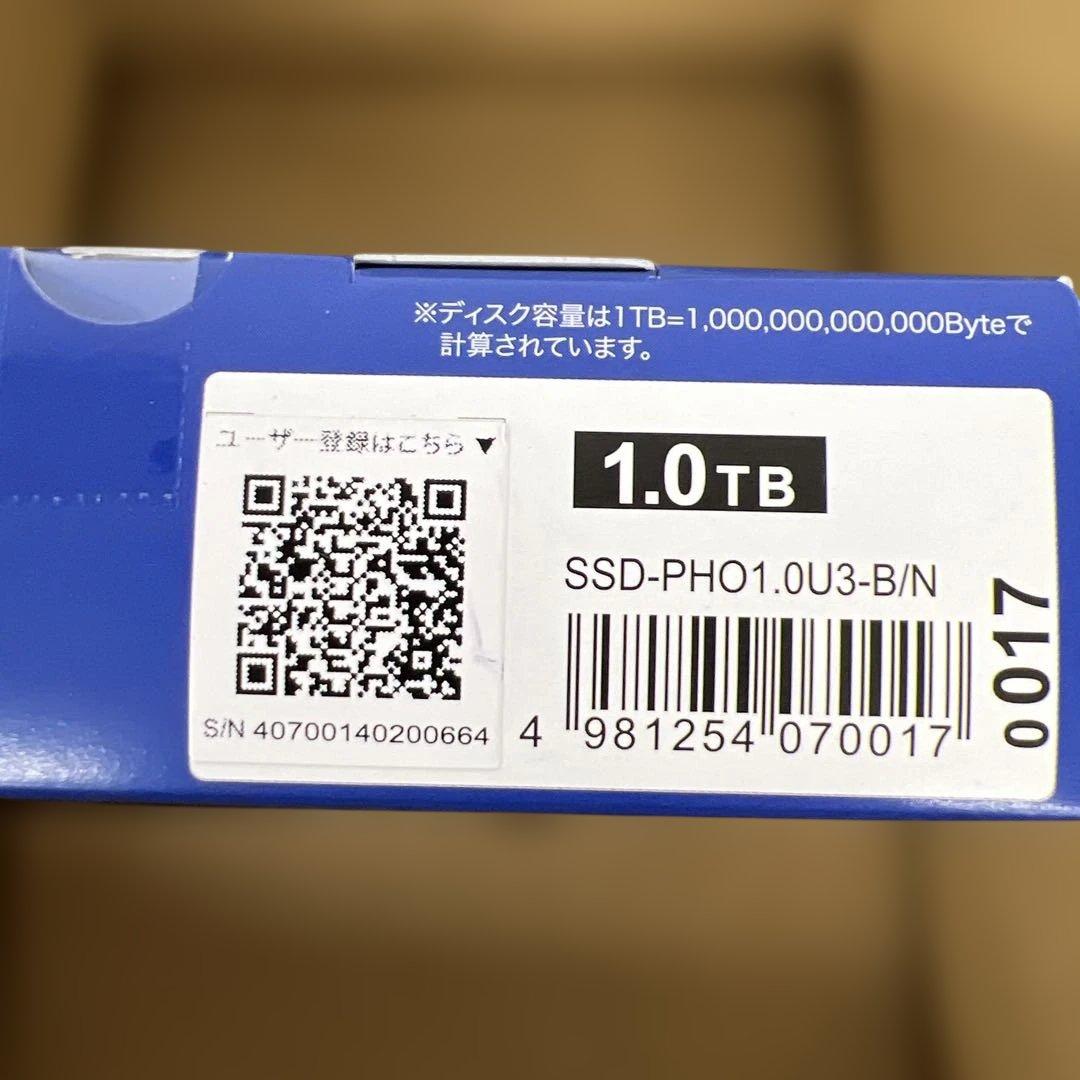 ※ディスク容量は1TB=1,000,000,000,000Byteで
計算されています。
ユーザー登録はこちら▼
S/N 40700140200664
1.0TB
SSD-PHO1.0U3-B/N
4 981254 070017
0017